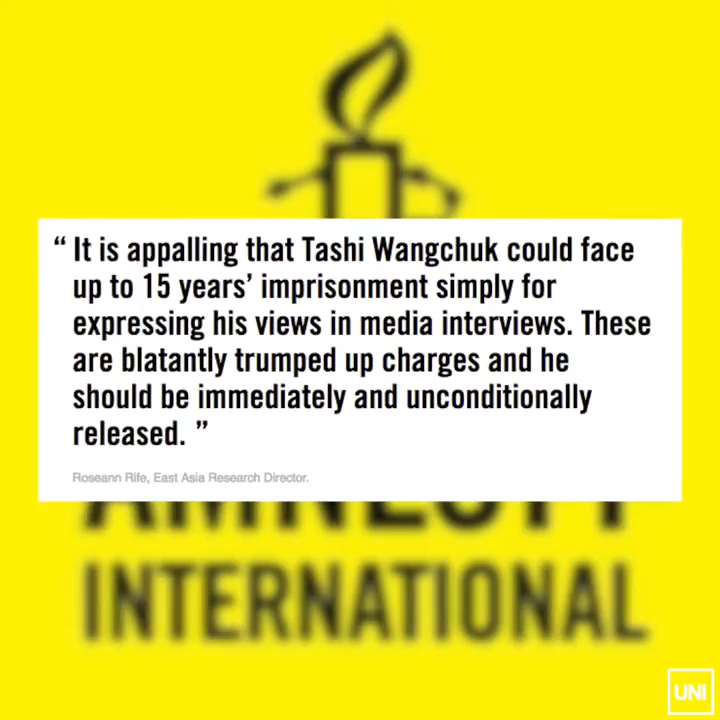 “ It is appalling that Tashi Wangchuk could face
up to 15 years’ imprisonment simply for
expressing his views in media interviews. These
are blatantly trumped up charges and he
should be immediately and unconditionally
released. ”
Roseann Rife, East Asia Research Director.
AMNESTY
INTERNATIONAL
UNI